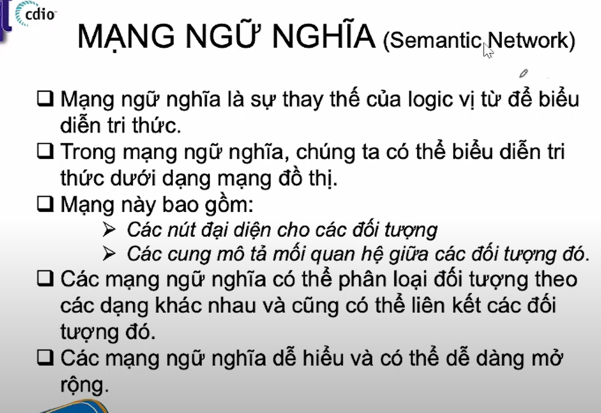 cdio
MẠNG NGỮ NGHĨA (Semantic Network)
❑ Mạng ngữ nghĩa là sự thay thế của logic vị từ để biểu
diễn tri thức.
❑ Trong mạng ngữ nghĩa, chúng ta có thể biểu diễn tri
thức dưới dạng mạng đồ thị.
❑ Mạng này bao gồm:
➢ Các nút đại diện cho các đối tượng
➢ Các cung mô tả mối quan hệ giữa các đối tượng đó.
❑ Các mạng ngữ nghĩa có thể phân loại đối tượng theo
các dạng khác nhau và cũng có thể liên kết các đối
tượng đó.
❑ Các mạng ngữ nghĩa dễ hiểu và có thể dễ dàng mở
rộng.